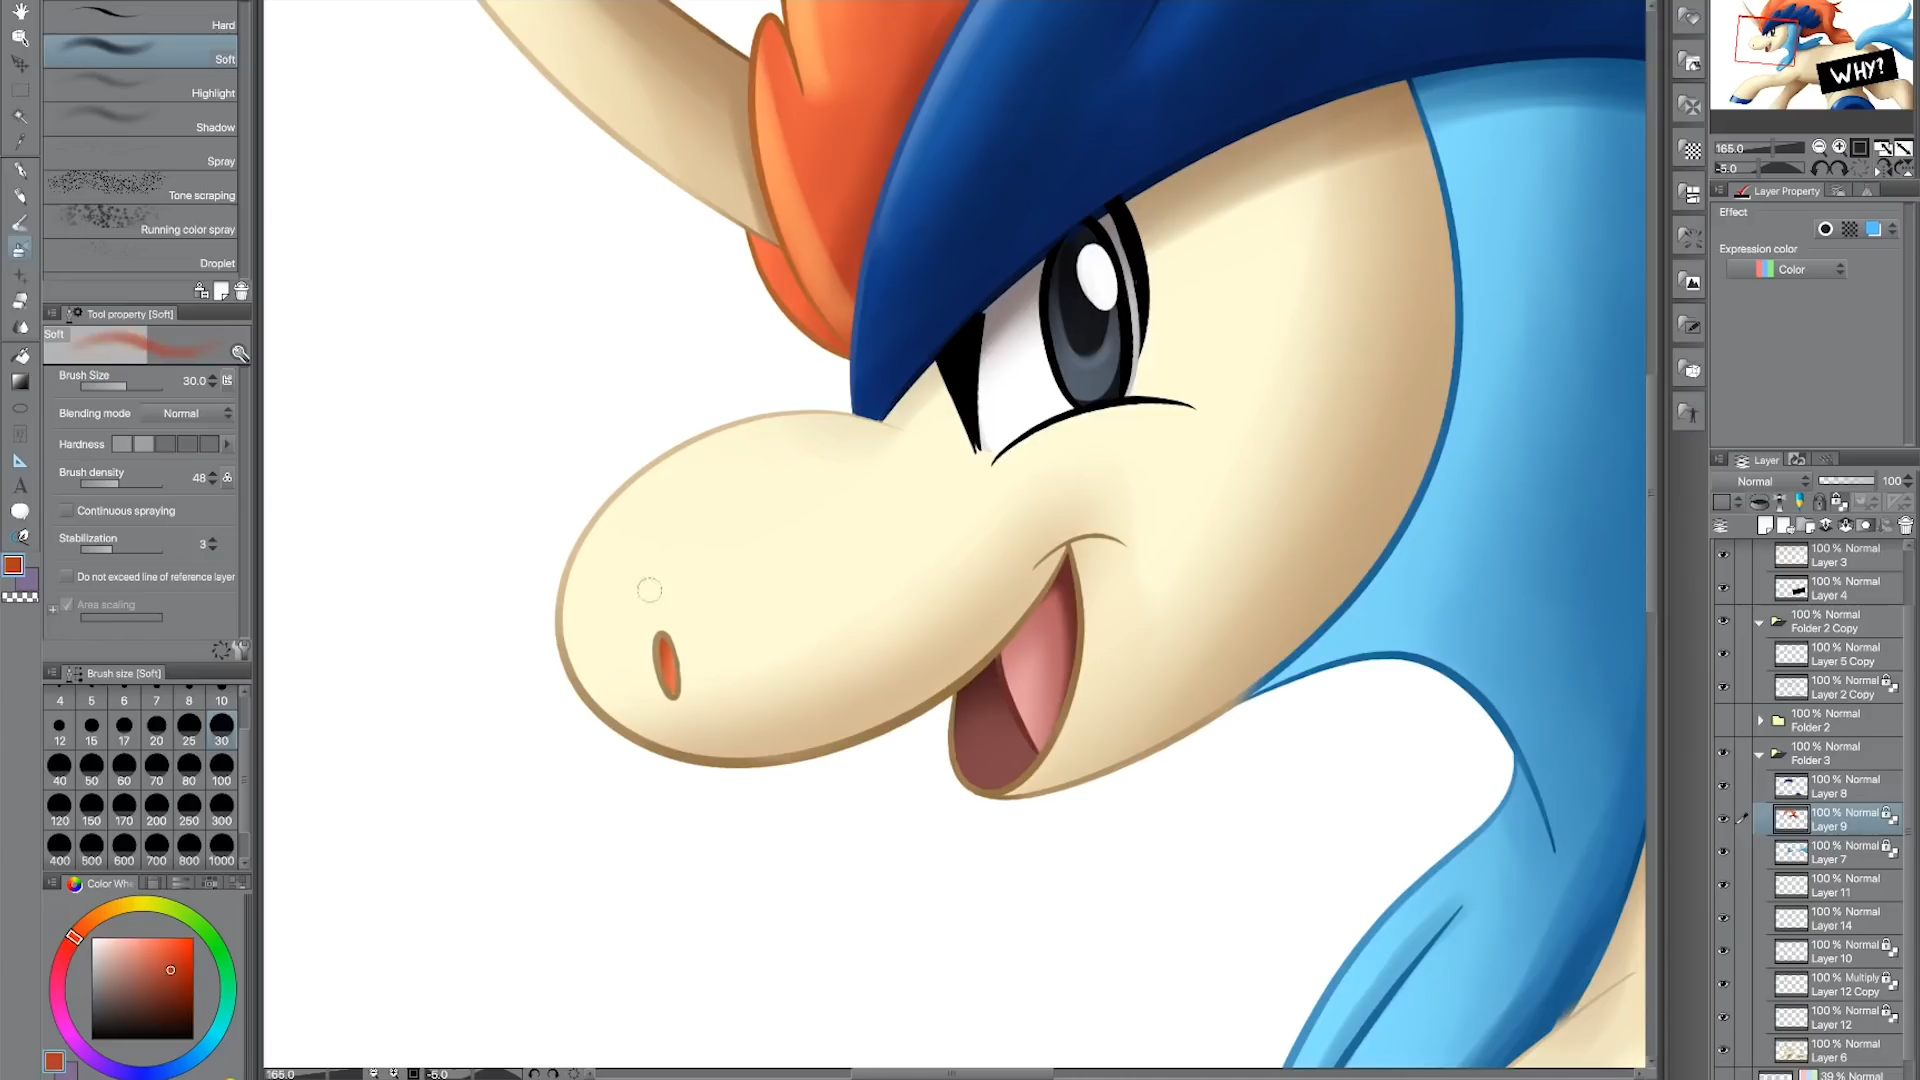 Hard
Soft
Highlight
Shadow
Spray
Tone scraping
Running color spray
Droplet
Tool property [Soft]
Soft
Brush Size 30.0
Blending mode Normal
Hardness
Brush density 48
Continuous spraying
Stabilization 3
Do not exceed line of reference layer
Area scaling
Brush size [Soft]
4 5 6 7 8 10
12 15 17 20 25 30
40 50 60 70 80 100
120 150 170 200 250 300
400 500 600 700 800 1000
Color Whe
165.0 -5.0
WHY?
165.0
-5.0
Layer Property
Effect
Expression color
Color
Layer
Normal 100
100 % Normal
Layer 3
100 % Normal
Layer 4
100 % Normal
Folder 2 Copy
100 % Normal
Layer 5 Copy
100 % Normal
Layer 2 Copy
100 % Normal
Folder 2
100 % Normal
Folder 3
100 % Normal
Layer 8
100 % Normal
Layer 9
100 % Normal
Layer 7
100 % Normal
Layer 11
100 % Normal
Layer 14
100 % Normal
Layer 10
100 % Multiply
Layer 12 Copy
100 % Normal
Layer 12
100 % Normal
Layer 6
39 % Normal